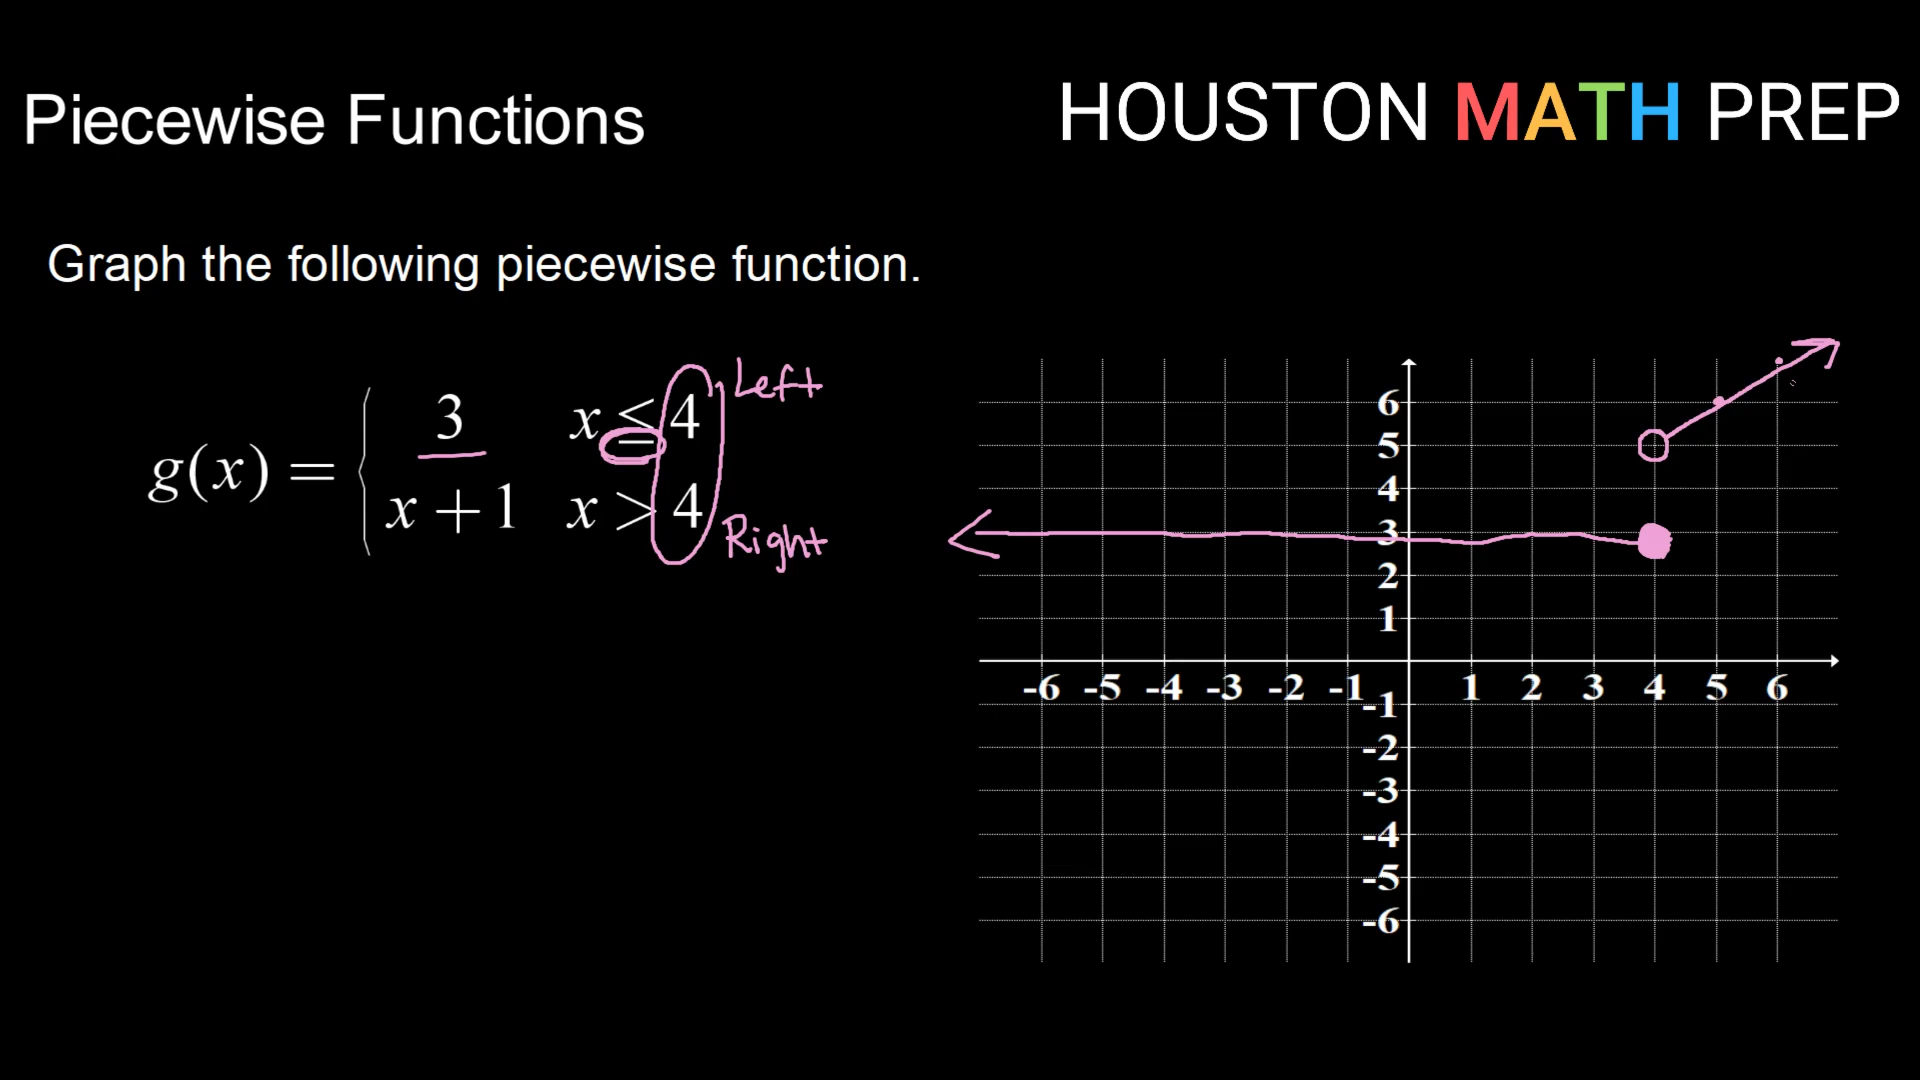 Piecewise Functions
HOUSTON MATH PREP
Graph the following piecewise function.
g(x) = { 3 x ≤ 4 Left
x + 1 x > 4 Right
6
5
4
3
2
1
-6 -5 -4 -3 -2 -1 1 2 3 4 5 6
-1
-2
-3
-4
-5
-6